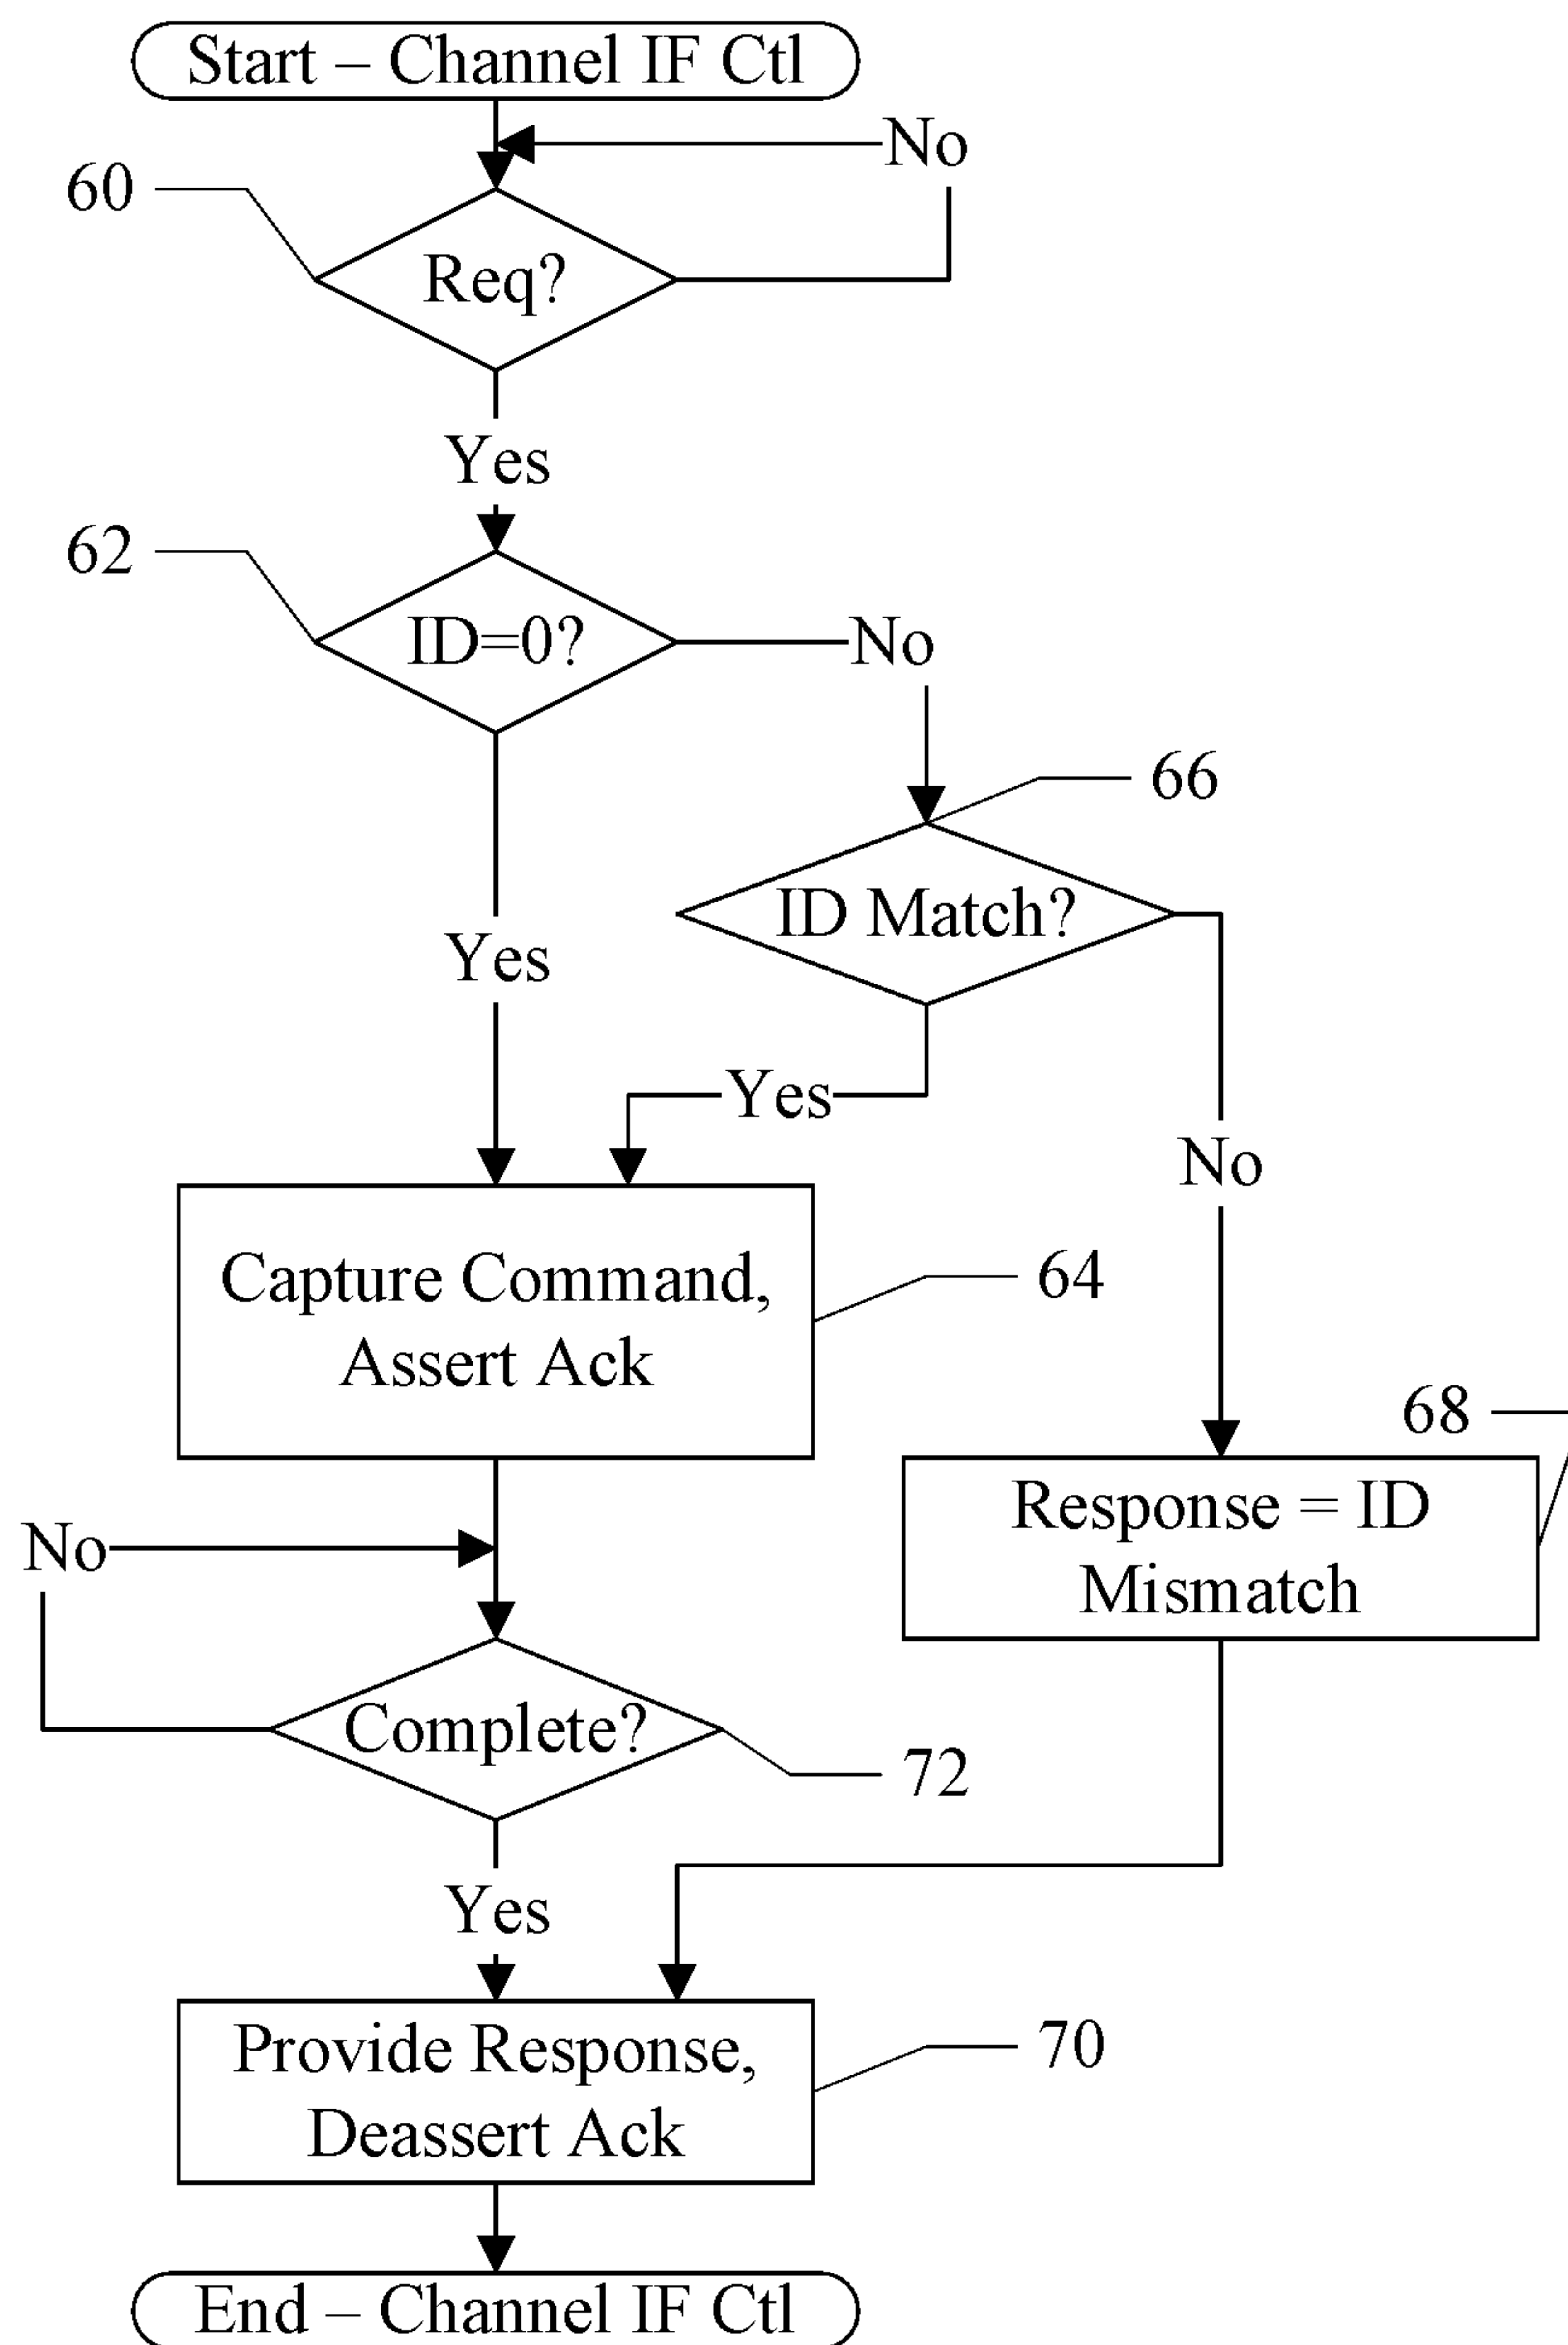 Start – Channel IF Ctl
No
60
Req?
Yes
62
ID=0?
No
66
ID Match?
Yes
Yes
No
Capture Command,
Assert Ack
64
68
Response = ID
Mismatch
No
Complete?
72
Yes
Provide Response,
Deassert Ack
70
End – Channel IF Ctl